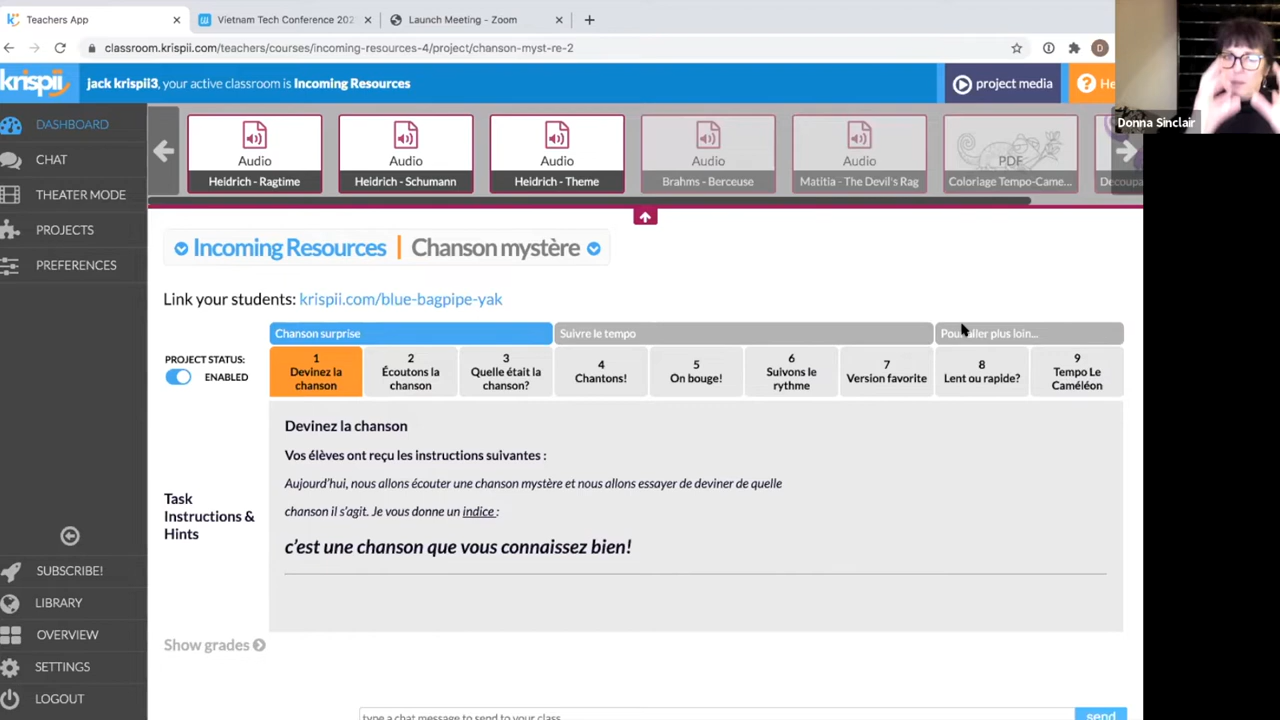 Teachers App
Vietnam Tech Conference 202
Launch Meeting - Zoom
classroom.krispii.com/teachers/courses/incoming-resources-4/project/chanson-myst-re-2
D
krispii
jack krispii3, your active classroom is Incoming Resources
project media
? He
Donna Sinclair
DASHBOARD
CHAT
THEATER MODE
PROJECTS
PREFERENCES
SUBSCRIBE!
LIBRARY
OVERVIEW
SETTINGS
LOGOUT
Audio
Heidrich - Ragtime
Audio
Heidrich - Schumann
Audio
Heidrich - Theme
Audio
Brahms - Berceuse
Audio
Matitia - The Devil's Rag
PDF
Coloriage Tempo-Came...
Decoupa
Incoming Resources | Chanson mystère
Link your students: krispii.com/blue-bagpipe-yak
Chanson surprise
Suivre le tempo
plus loin...
PROJECT STATUS:
ENABLED
1
Devinez la
chanson
2
Écoutons la
chanson
3
Quelle était la
chanson?
4
Chantons!
5
On bouge!
6
Suivons le
rythme
7
Version favorite
8
Lent ou rapide?
9
Tempo Le
Caméléon
Task
Instructions &
Hints
Devinez la chanson
Vos élèves ont reçu les instructions suivantes :
Aujourd'hui, nous allons écouter une chanson mystère et nous allons essayer de deviner de quelle
chanson il s'agit. Je vous donne un indice :
c'est une chanson que vous connaissez bien!
Show grades
type a chat message to send to your class
send